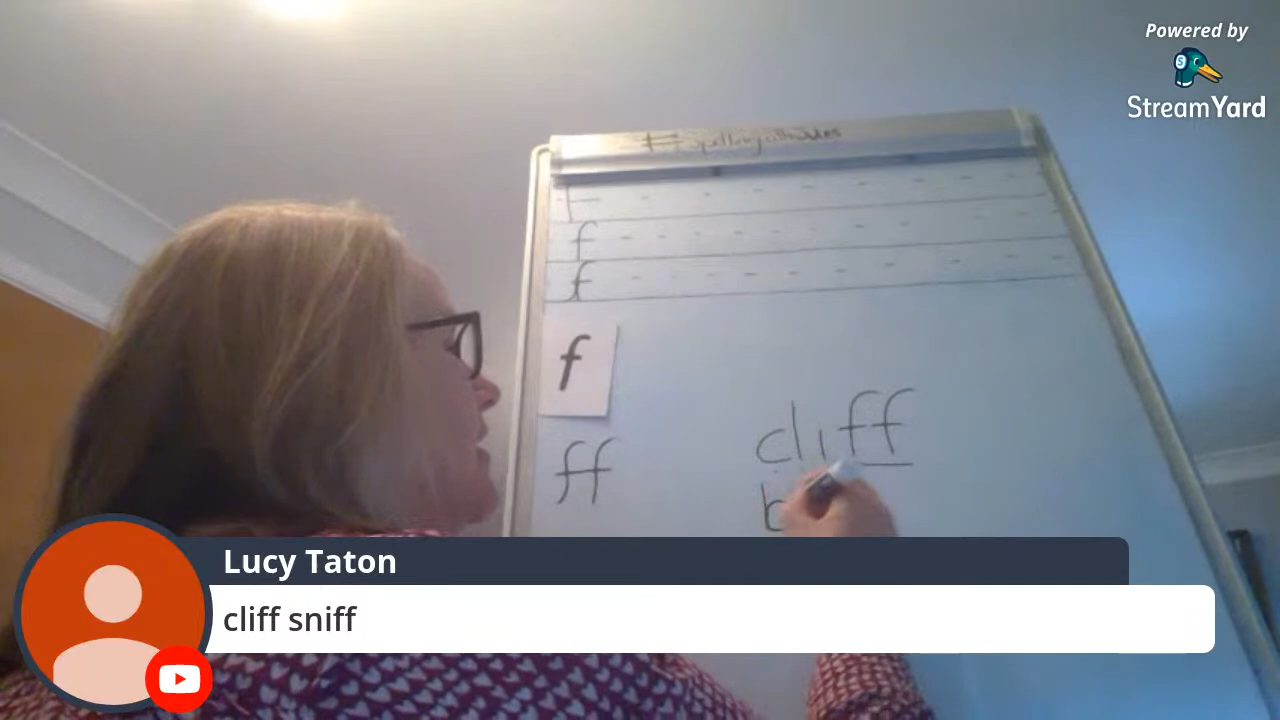 Powered by
StreamYard
f
f
f
f
ff
cliff
b
Lucy Taton
cliff sniff